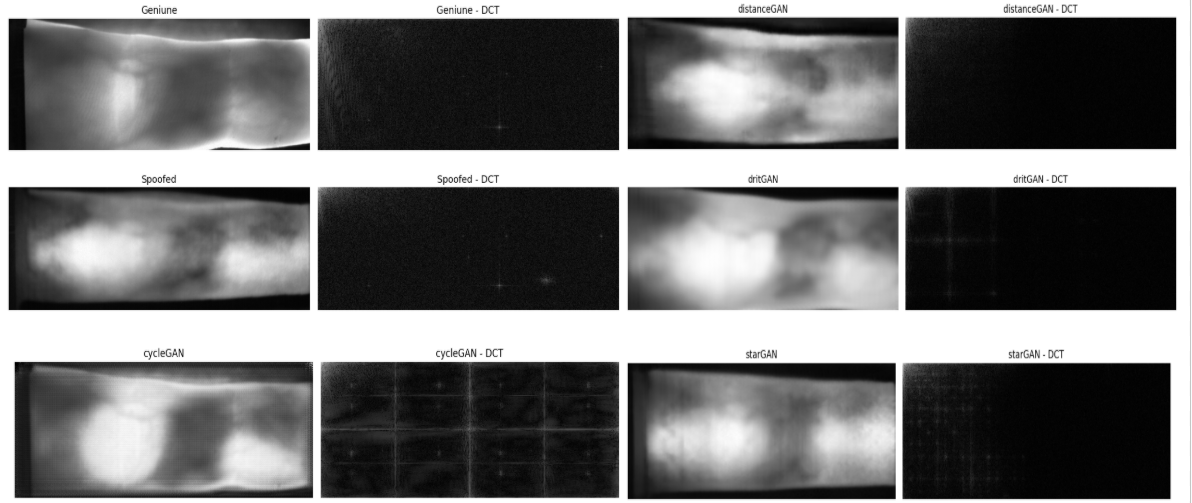 Geniune
Geniune - DCT
distanceGAN
distanceGAN - DCT
Spoofed
Spoofed - DCT
dritGAN
dritGAN - DCT
cycleGAN
cycleGAN - DCT
starGAN
starGAN - DCT